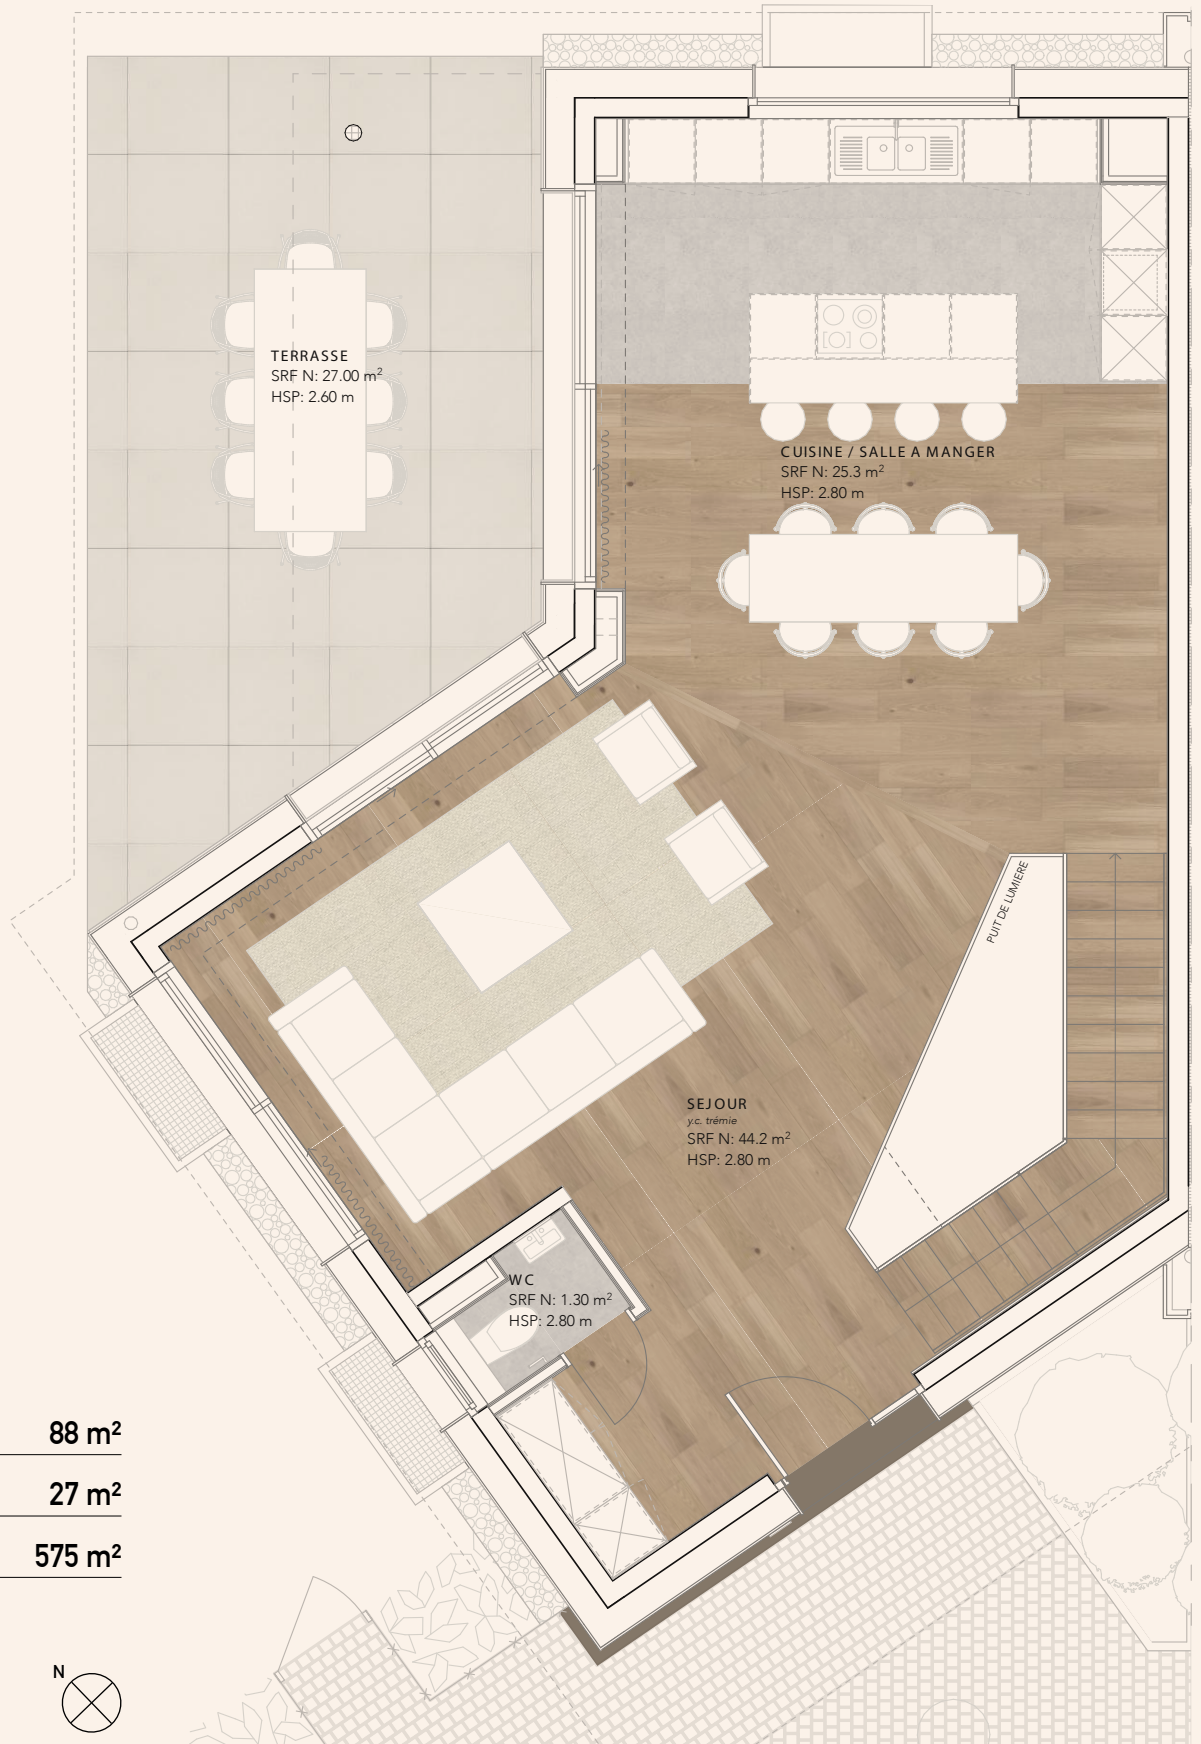 TERRASSE
SRF N: 27.00 m²
HSP: 2.60 m
CUISINE / SALLE A MANGER
SRF N: 25.3 m²
HSP: 2.80 m
PUIT DE LUMIERE
SEJOUR
y.c. trémie
SRF N: 44.2 m²
HSP: 2.80 m
WC
SRF N: 1.30 m²
HSP: 2.80 m
88 m²
27 m²
575 m²
N